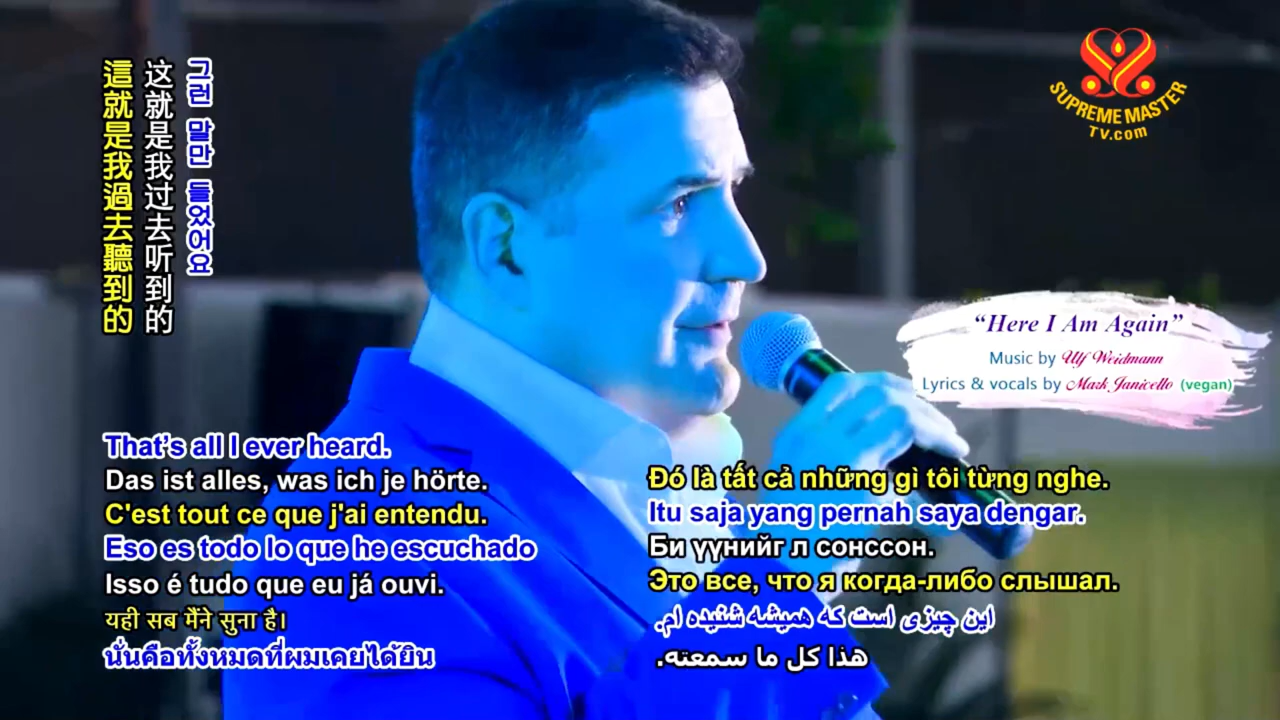 그런 말만 들었어요
这就是我过去听到的
這就是我過去聽到的
SUPREME MASTER
TV.com
“Here I Am Again”
Music by Ulf Weidmann
Lyrics & vocals by Mark Janicello (vegan)
That’s all I ever heard.
Das ist alles, was ich je hörte.
C'est tout ce que j'ai entendu.
Eso es todo lo que he escuchado
Isso é tudo que eu já ouvi.
यही सब मैंने सुना है।
นั่นคือทั้งหมดที่ผมเคยได้ยิน
Đó là tất cả những gì tôi từng nghe.
Itu saja yang pernah saya dengar.
Би үүнийг л сонссон.
Это все, что я когда-либо слышал.
این چیزی است که همیشه شنیده ام.
هذا كل ما سمعته.